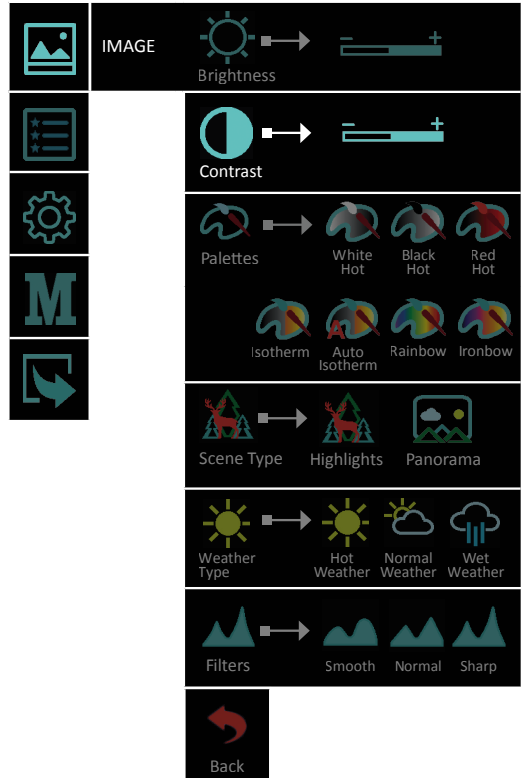 IMAGE
Brightness
Contrast
Palettes
White Hot
Black Hot
Red Hot
Isotherm
Auto Isotherm
A
Rainbow
Ironbow
Scene Type
Highlights
Panorama
Weather Type
Hot Weather
Normal Weather
Wet Weather
Filters
Smooth
Normal
Sharp
M
Back